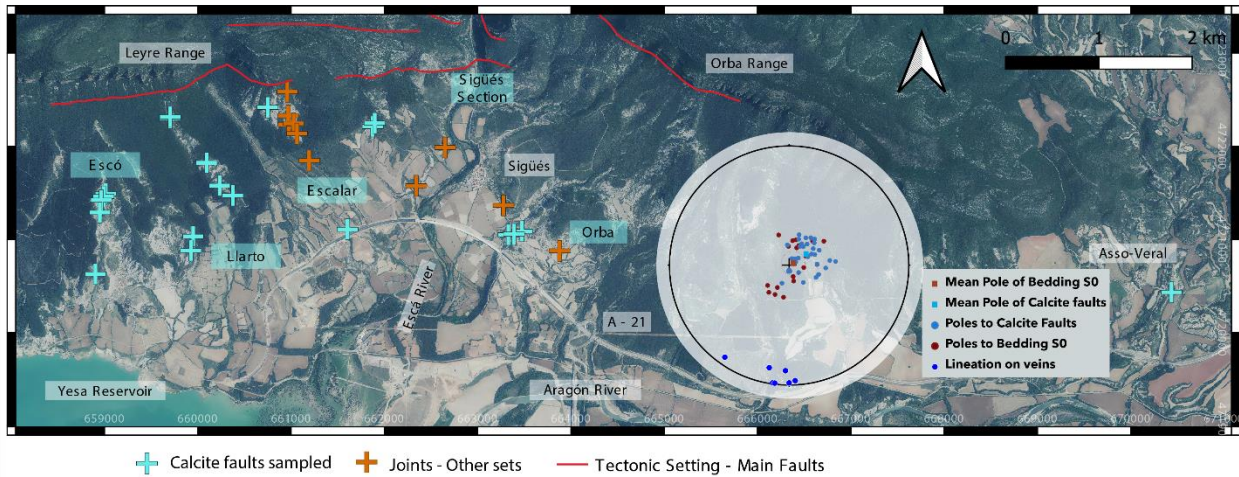 Leyre Range
Sigüés
Section
Orba Range
0 1 2 km
Escó
Sigüés
Escalar
Orba
Llarto
Asso-Veral
Escá River
A - 21
Mean Pole of Bedding S0
Mean Pole of Calcite faults
Poles to Calcite Faults
Poles to Bedding S0
Lineation on veins
Yesa Reservoir
Aragón River
659000 660000 661000 662000 663000 664000 665000 666000 667000 668000 669000 670000
Calcite faults sampled
Joints - Other sets
Tectonic Setting - Main Faults